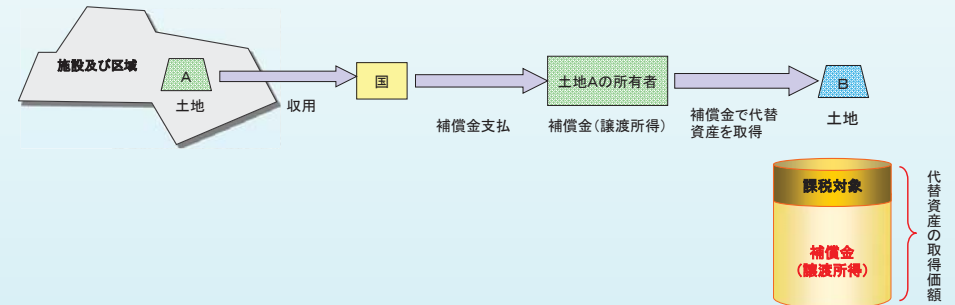 施設及び区域
A
土地
収用
国
補償金支払
土地Aの所有者
補償金(譲渡所得)
補償金で代替
資産を取得
B
土地
課税対象
補償金
(譲渡所得)
代替資産の取得価額